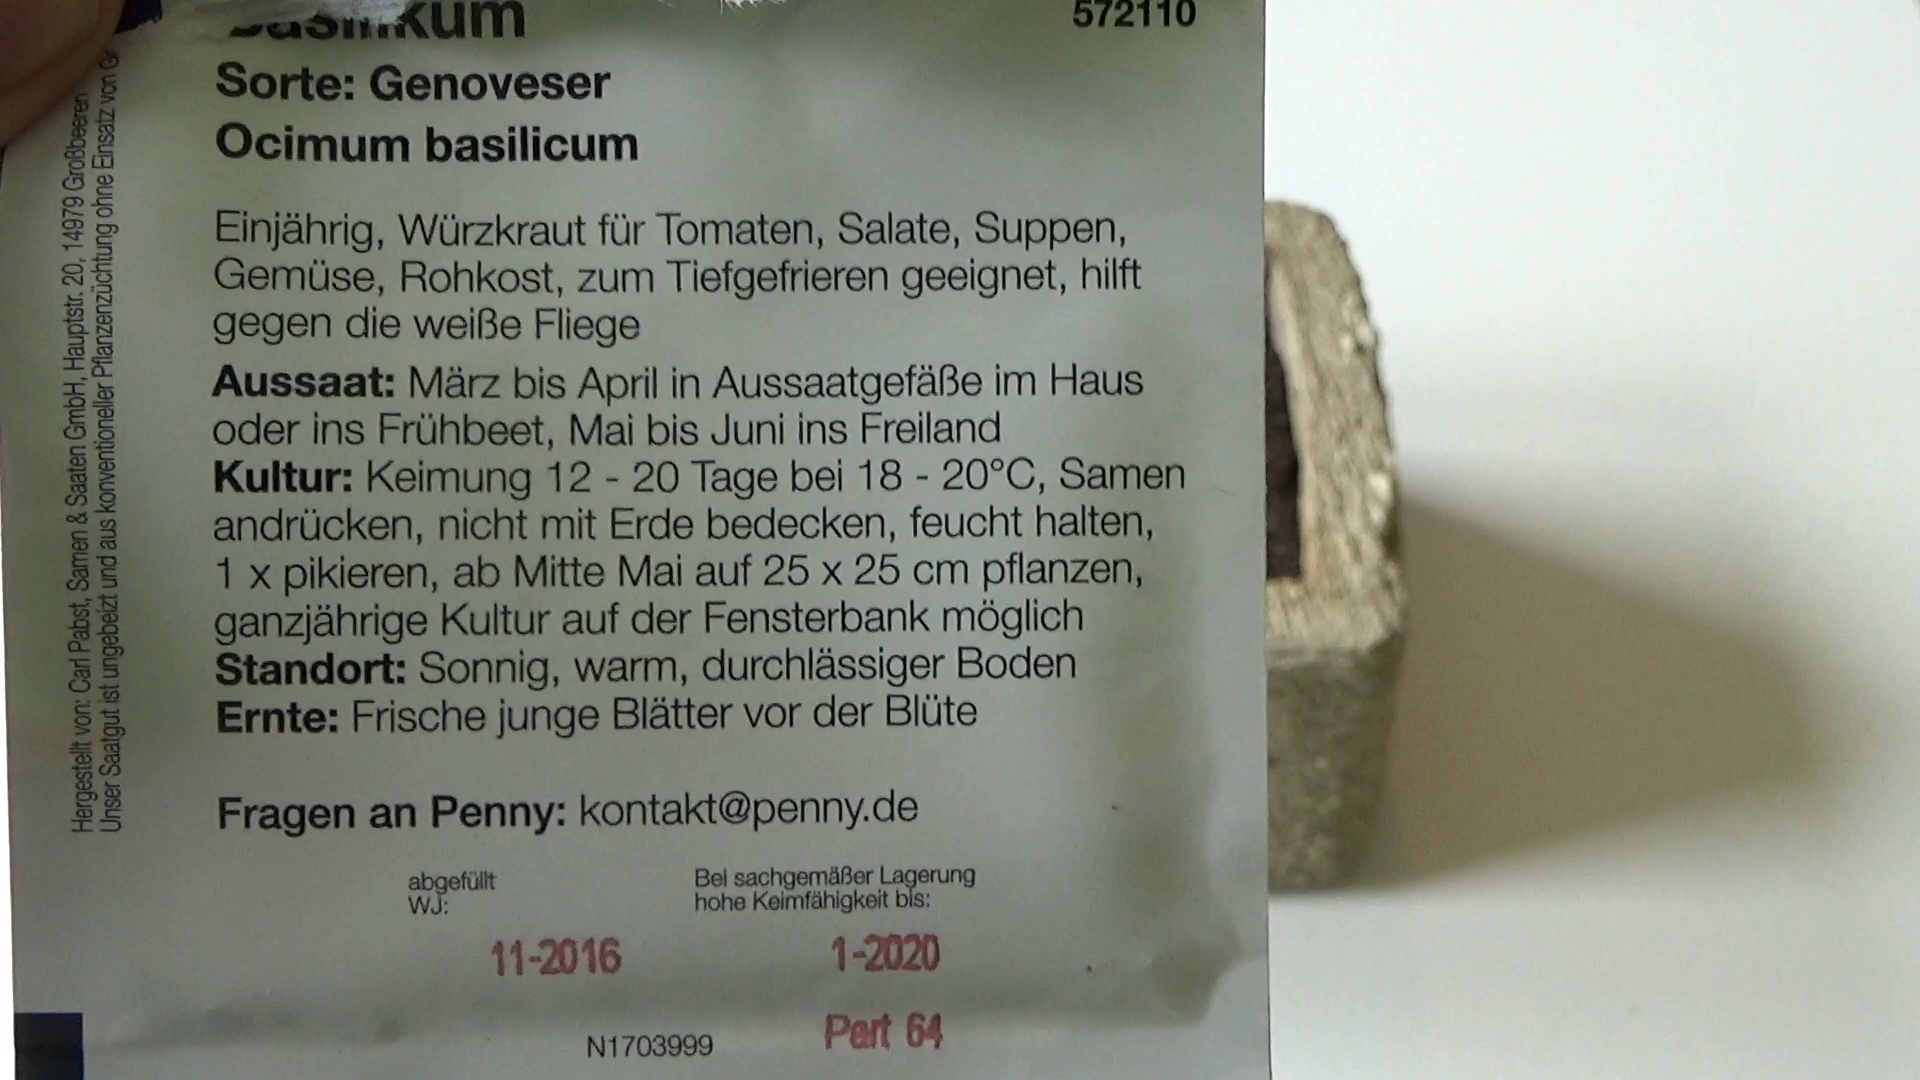 Basilikum
572110
Sorte: Genoveser
Ocimum basilicum
Einjährig, Würzkraut für Tomaten, Salate, Suppen,
Gemüse, Rohkost, zum Tiefgefrieren geeignet, hilft
gegen die weiße Fliege
Aussaat: März bis April in Aussaatgefäße im Haus
oder ins Frühbeet, Mai bis Juni ins Freiland
Kultur: Keimung 12 - 20 Tage bei 18 - 20°C, Samen
andrücken, nicht mit Erde bedecken, feucht halten,
1 x pikieren, ab Mitte Mai auf 25 x 25 cm pflanzen,
ganzjährige Kultur auf der Fensterbank möglich
Standort: Sonnig, warm, durchlässiger Boden
Ernte: Frische junge Blätter vor der Blüte
Fragen an Penny: kontakt@penny.de
abgefüllt
WJ:
11-2016
Bei sachgemäßer Lagerung
hohe Keimfähigkeit bis:
1-2020
Part 64
N1703999
Hergestellt von: Carl Pabst, Samen & Saaten GmbH, Hauptstr. 20, 14979 Großbeeren
Unser Saatgut ist ungebeizt und aus konventioneller Pflanzenzüchtung ohne Einsatz von